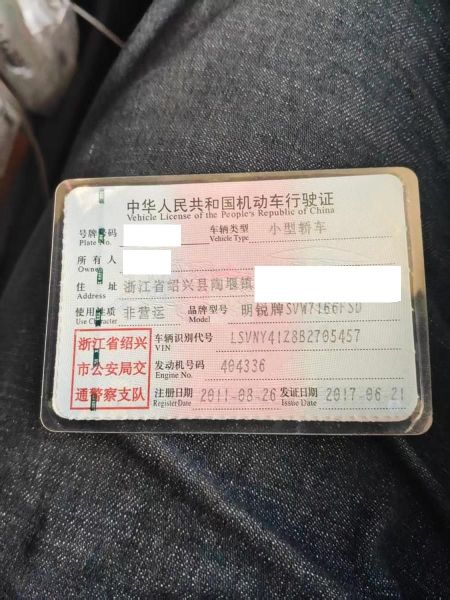 中华人民共和国机动车行驶证
Vehicle License of the People's Republic of China
号牌号码 车辆类型 小型轿车
Plate No. Vehicle Type
所有人
Owner
住 址 浙江省绍兴县陶堰镇
Address
使用性质 非营运 品牌型号 明锐牌SVW7166FSD
Use Character Model
浙江省绍兴
市公安局交
通警察支队
车辆识别代号 LSVNY41Z8B2705457
VIN
发动机号码 404336
Engine No.
注册日期 2011-08-26 发证日期 2017-06-21
Register Date Issue Date